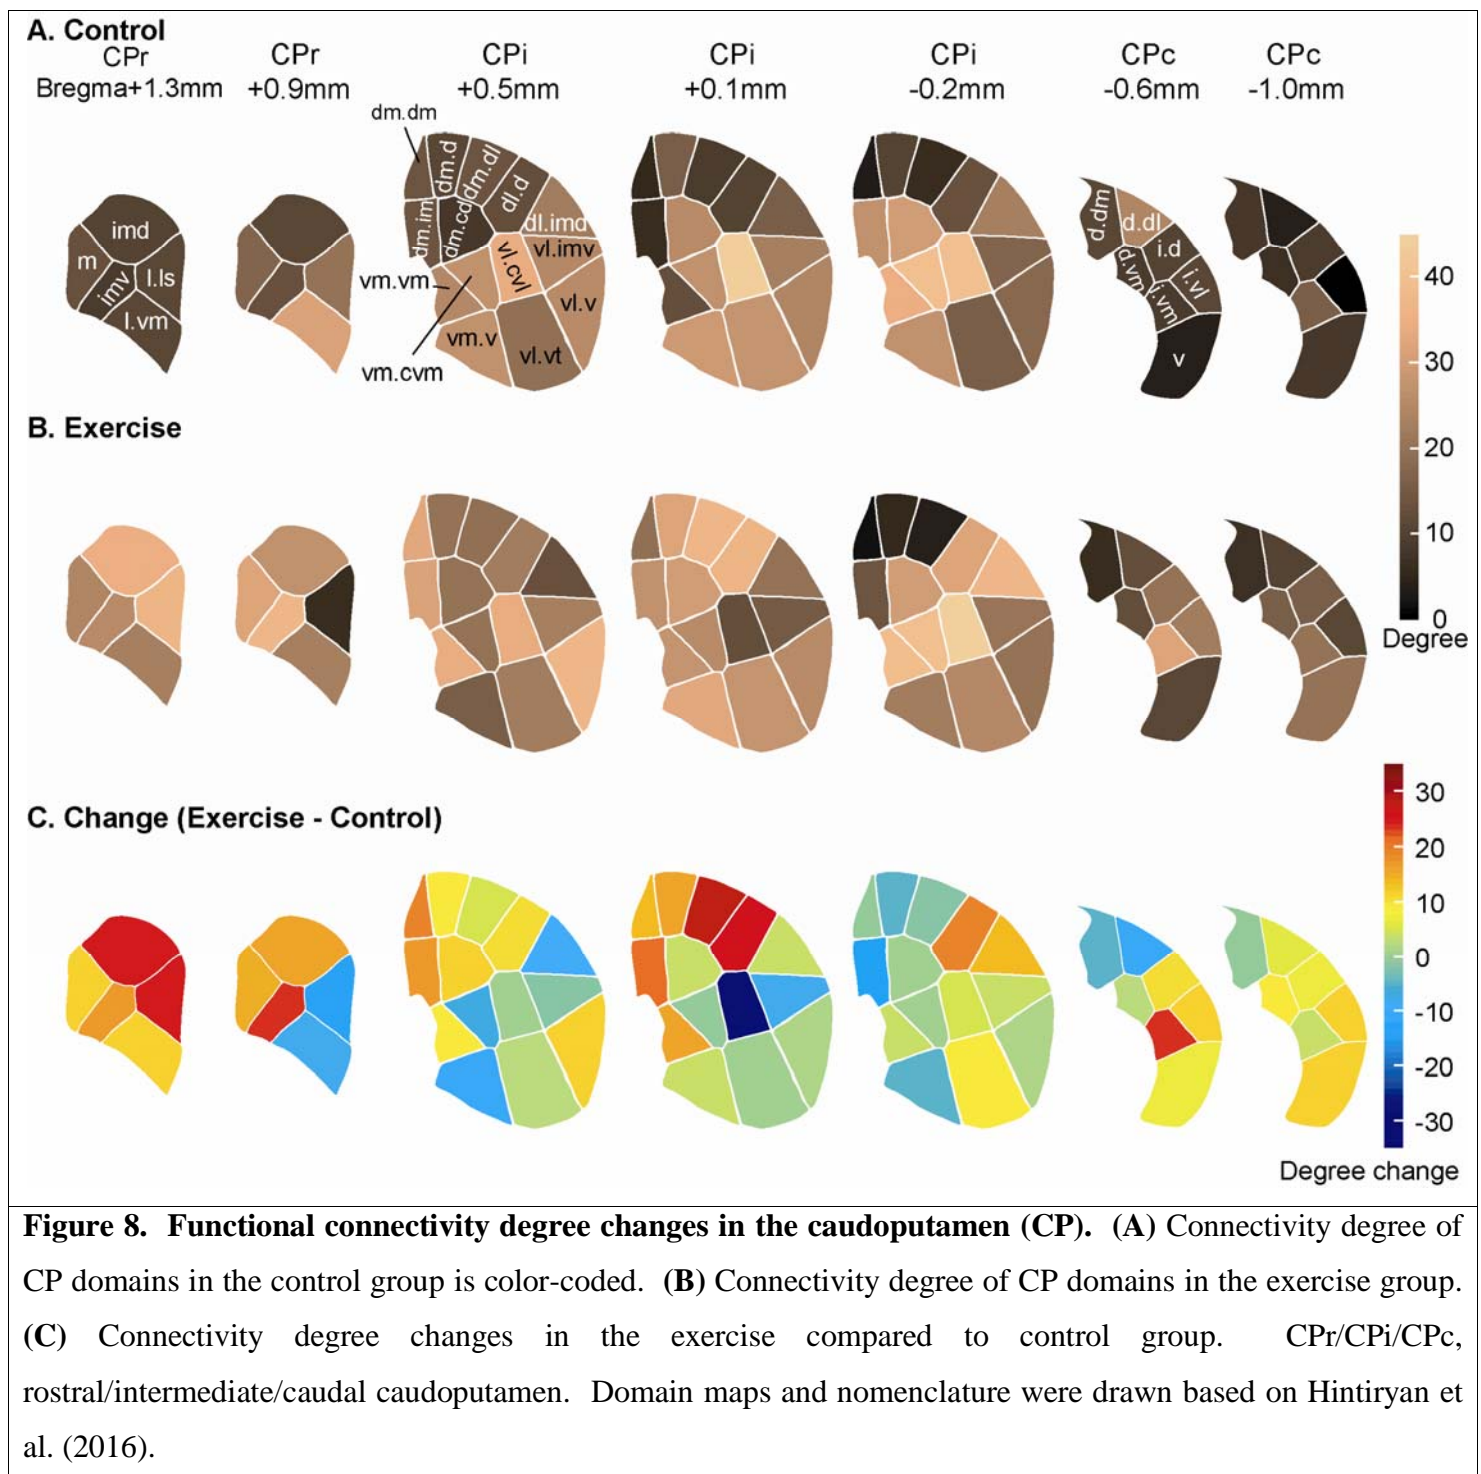 A. Control
CPr CPr CPi CPi CPi CPc CPc
Bregma+1.3mm +0.9mm +0.5mm +0.1mm -0.2mm -0.6mm -1.0mm
dm.dm
dm.d
dm.dl
dl.d
dl.imd
dm.im
dm.cd
vl.cvl
vl.imv
vm.vm
vl.v
vm.v
vl.vt
vm.cvm
imd
m
imv
l.ls
l.vm
d.dm
d.dl
i.d
d.vm
i.vl
i.vm
v
40
30
20
10
0
Degree
B. Exercise
C. Change (Exercise - Control)
30
20
10
0
-10
-20
-30
Degree change
Figure 8. Functional connectivity degree changes in the caudoputamen (CP). (A) Connectivity degree of
CP domains in the control group is color-coded. (B) Connectivity degree of CP domains in the exercise group.
(C) Connectivity degree changes in the exercise compared to control group. CPr/CPi/CPc,
rostral/intermediate/caudal caudoputamen. Domain maps and nomenclature were drawn based on Hintiryan et
al. (2016).